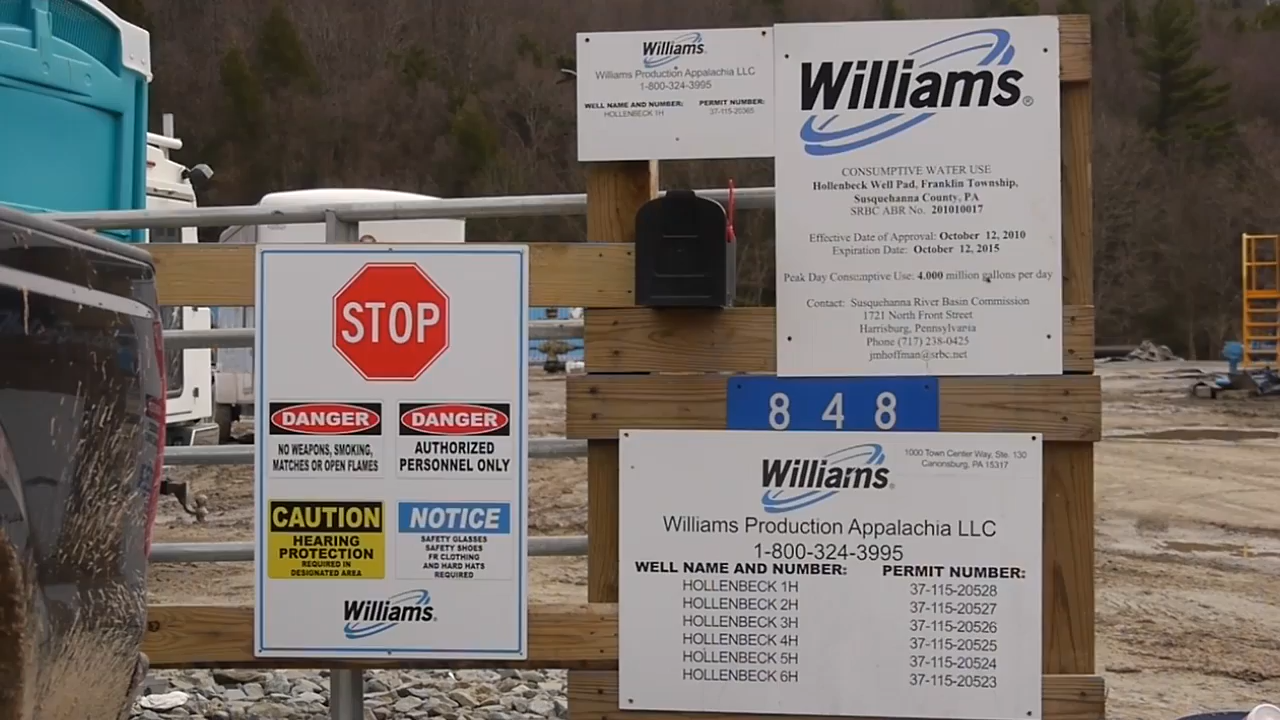 Williams
Williams Production Appalachia LLC
1-800-324-3995
WELL NAME AND NUMBER: PERMIT NUMBER:
HOLLENBECK 1H 37-115-20365
Williams®
CONSUMPTIVE WATER USE
Hollenbeck Well Pad, Franklin Township,
Susquehanna County, PA
SRBC ABR No. 201010017
Effective Date of Approval: October 12, 2010
Expiration Date: October 12, 2015
Peak Day Consumptive Use: 4.000 million gallons per day
Contact: Susquehanna River Basin Commission
1721 North Front Street
Harrisburg, Pennsylvania
Phone (717) 238-0425
jmhoffman@srbc.net
STOP
DANGER
NO WEAPONS, SMOKING,
MATCHES OR OPEN FLAMES
DANGER
AUTHORIZED
PERSONNEL ONLY
CAUTION
HEARING
PROTECTION
REQUIRED IN
DESIGNATED AREA
NOTICE
SAFETY GLASSES
SAFETY SHOES
FR CLOTHING
AND HARD HATS
REQUIRED
Williams
848
Williams
1000 Town Center Way, Ste. 130
Canonsburg, PA 15317
Williams Production Appalachia LLC
1-800-324-3995
WELL NAME AND NUMBER: PERMIT NUMBER:
HOLLENBECK 1H 37-115-20528
HOLLENBECK 2H 37-115-20527
HOLLENBECK 3H 37-115-20526
HOLLENBECK 4H 37-115-20525
HOLLENBECK 5H 37-115-20524
HOLLENBECK 6H 37-115-20523